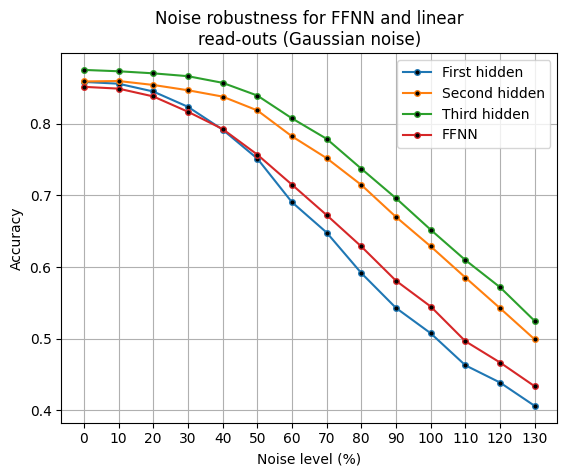 Noise robustness for FFNN and linear
read-outs (Gaussian noise)
First hidden
Second hidden
Third hidden
FFNN
Accuracy
0.8
0.7
0.6
0.5
0.4
0 10 20 30 40 50 60 70 80 90 100 110 120 130
Noise level (%)